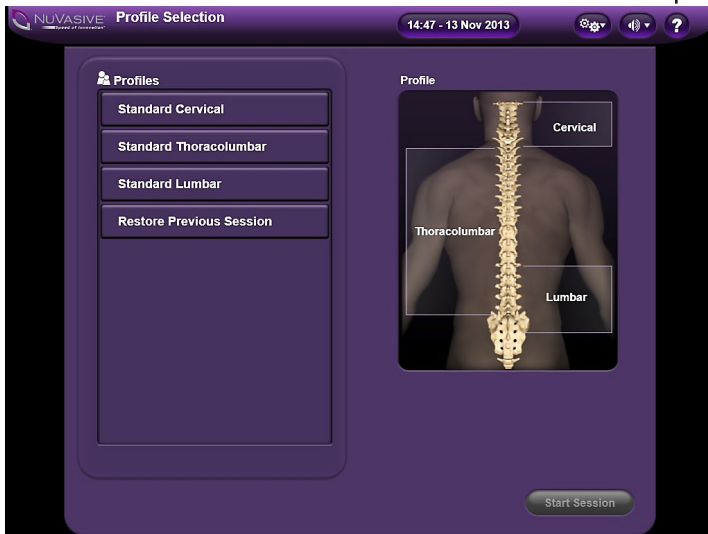 NUVASIVE®
Speed of Innovation™
Profile Selection
14:47 - 13 Nov 2013
?
Profiles
Standard Cervical
Standard Thoracolumbar
Standard Lumbar
Restore Previous Session
Profile
Cervical
Thoracolumbar
Lumbar
Start Session